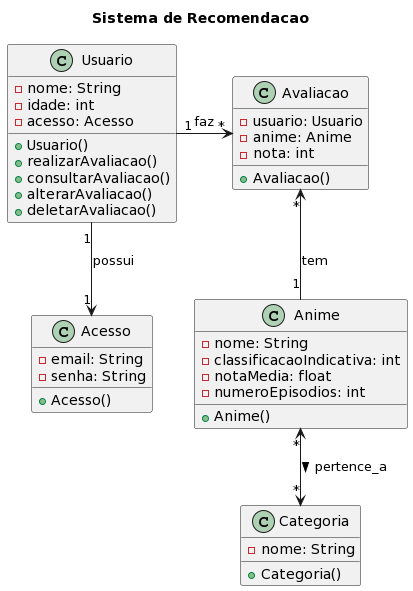 Sistema de Recomendacao
C Usuario
nome: String
idade: int
acesso: Acesso
Usuario()
realizarAvaliacao()
consultarAvaliacao()
alterarAvaliacao()
deletarAvaliacao()
1 faz *
C Avaliacao
usuario: Usuario
anime: Anime
nota: int
Avaliacao()
1
possui
1
*
tem
1
C Acesso
email: String
senha: String
Acesso()
C Anime
nome: String
classificacaoIndicativa: int
notaMedia: float
numeroEpisodios: int
Anime()
*
pertence_a
*
C Categoria
nome: String
Categoria()